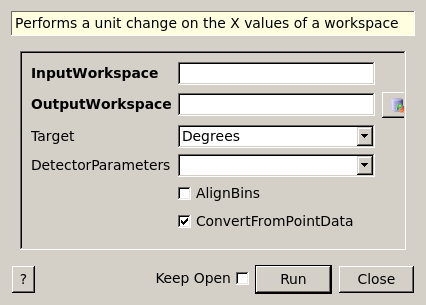 Performs a unit change on the X values of a workspace
InputWorkspace
OutputWorkspace
Target Degrees
DetectorParameters
AlignBins
ConvertFromPointData
? Keep Open Run Close